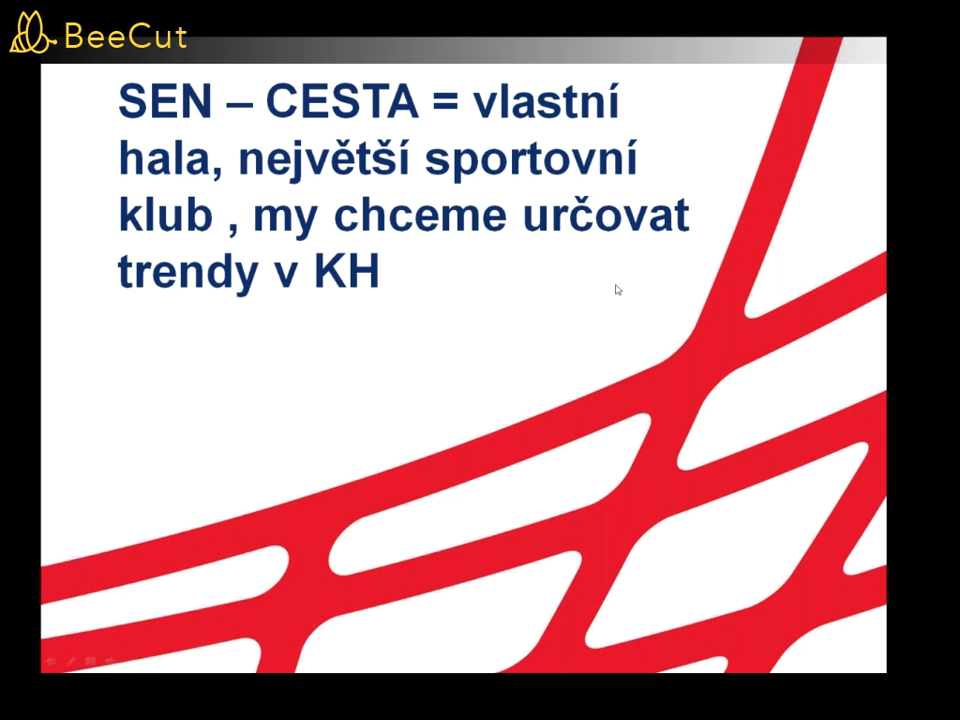 BeeCut
SEN – CESTA = vlastní
hala, největší sportovní
klub , my chceme určovat
trendy v KH